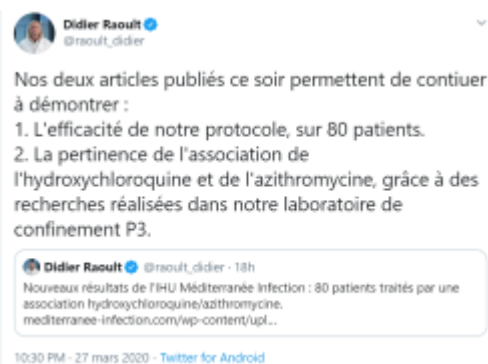 Didier Raoult
@raoult_didier
Nos deux articles publiés ce soir permettent de contiuer
à démontrer :
1. L'efficacité de notre protocole, sur 80 patients.
2. La pertinence de l'association de
l'hydroxychloroquine et de l'azithromycine, grâce à des
recherches réalisées dans notre laboratoire de
confinement P3.
Didier Raoult @raoult_didier · 18h
Nouveaux résultats de l'IHU Méditerranée Infection : 80 patients traités par une
association hydroxychloroquine/azithromycine.
mediterranee-infection.com/wp-content/upl...
10:30 PM · 27 mars 2020 · Twitter for Android